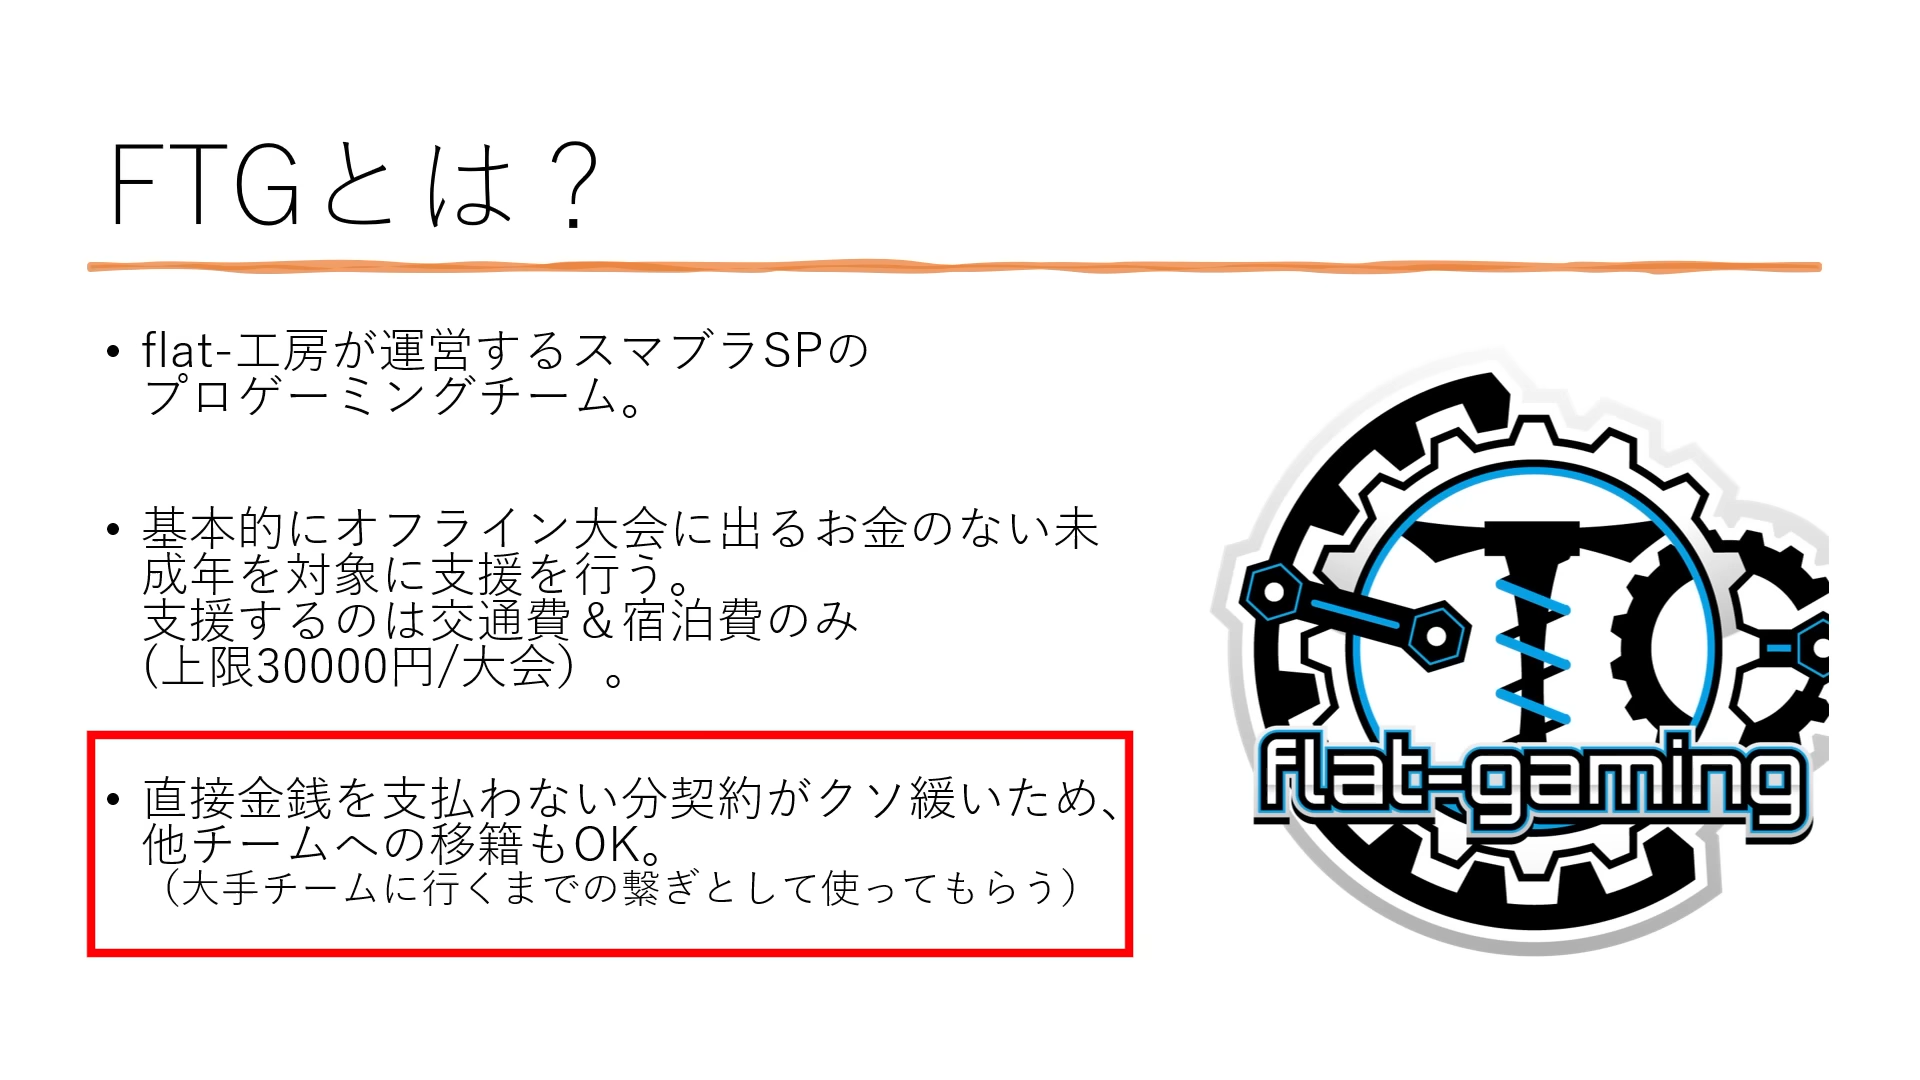 FTGとは？
• flat-工房が運営するスマブラSPの
プロゲーミングチーム。
• 基本的にオフライン大会に出るお金のない未
成年を対象に支援を行う。
支援するのは交通費＆宿泊費のみ
(上限30000円/大会）。
• 直接金銭を支払わない分契約がクソ緩いため、
他チームへの移籍もOK。
（大手チームに行くまでの繋ぎとして使ってもらう）
flat-gaming